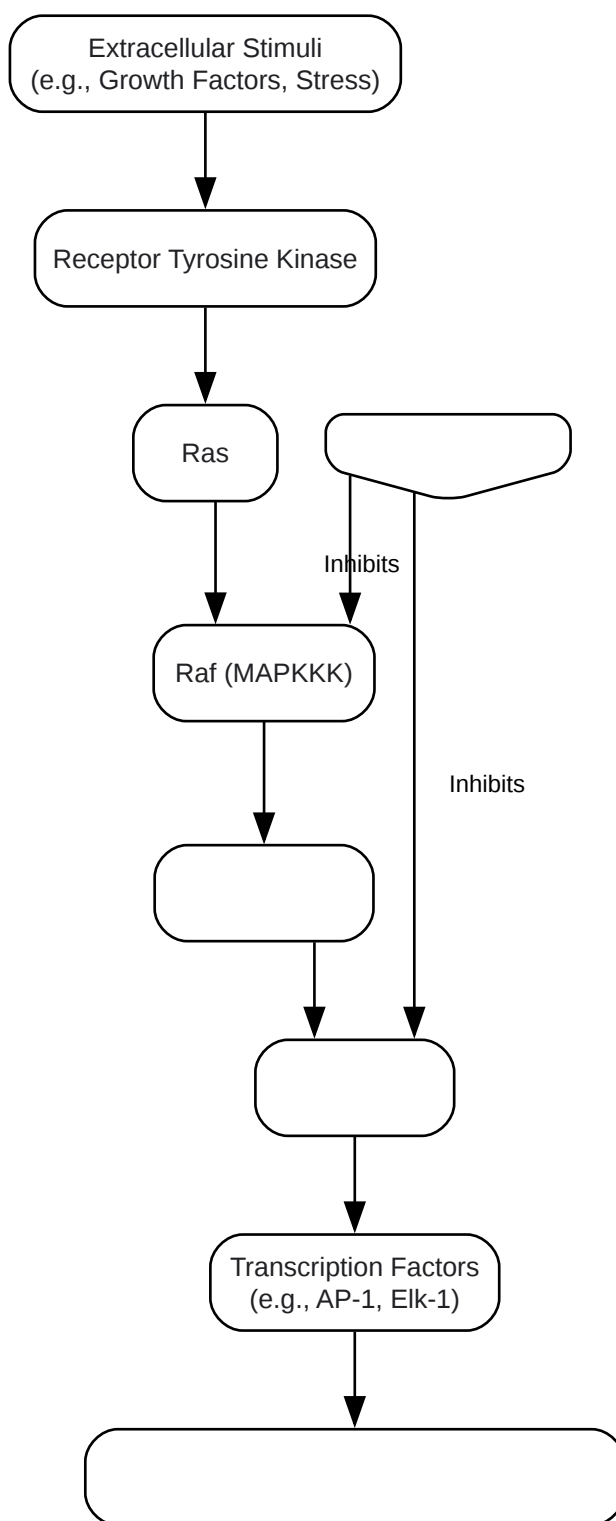 Extracellular Stimuli
(e.g., Growth Factors, Stress)
Receptor Tyrosine Kinase
Ras
Inhibits
Raf (MAPKKK)
Inhibits
Transcription Factors
(e.g., AP-1, Elk-1)